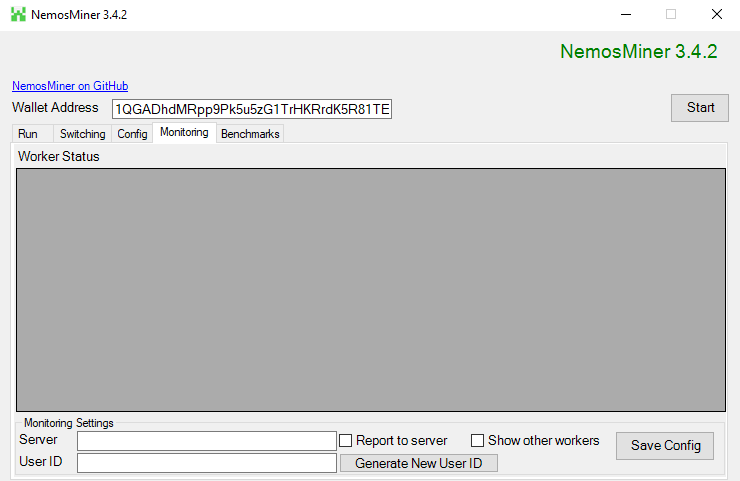 NemosMiner 3.4.2
NemosMiner 3.4.2
NemosMiner on GitHub
Wallet Address 1QGADhdMRpp9Pk5u5zG1TrHKRrdK5R81TE Start
Run Switching Config Monitoring Benchmarks
Worker Status
Monitoring Settings
Server Report to server Show other workers Save Config
User ID Generate New User ID